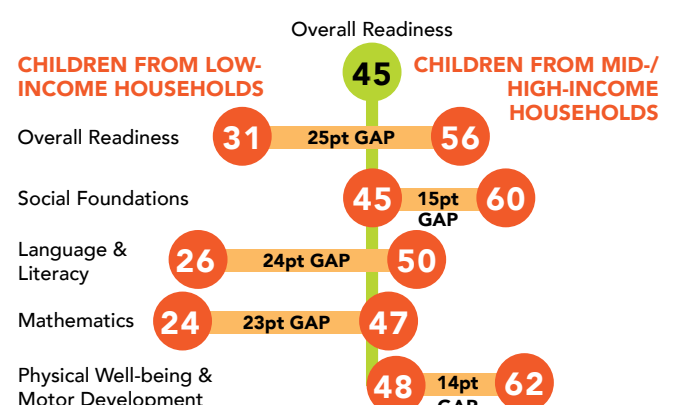 Overall Readiness
CHILDREN FROM LOW-
INCOME HOUSEHOLDS
45
CHILDREN FROM MID-/
HIGH-INCOME
HOUSEHOLDS
Overall Readiness
31
25pt GAP
56
Social Foundations
45
15pt
GAP
60
Language &
Literacy
26
24pt GAP
50
Mathematics
24
23pt GAP
47
Physical Well-being &
Motor Development
48
14pt
GAP
62